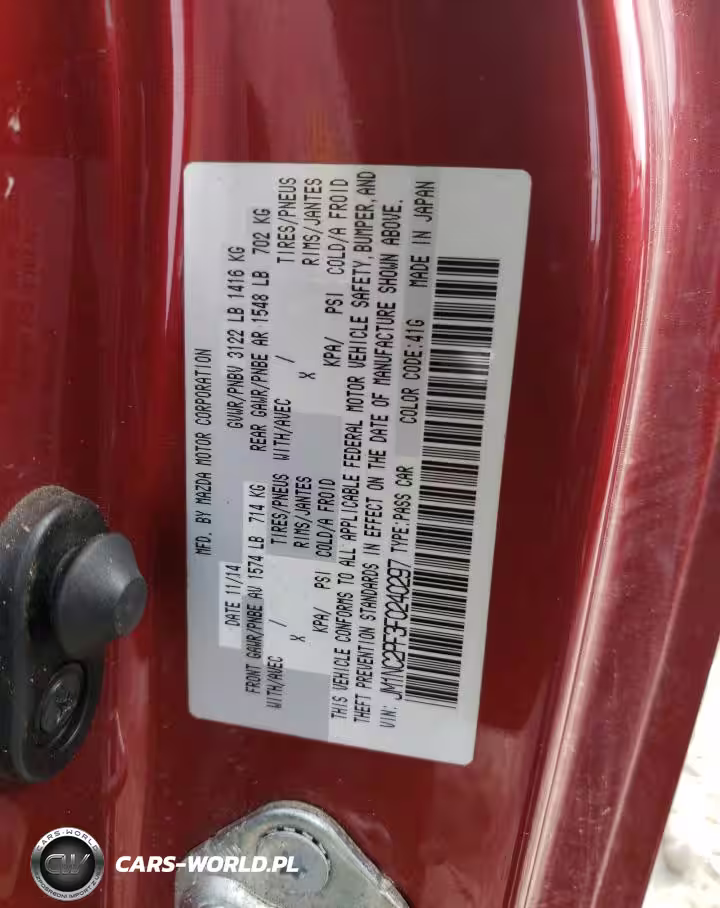 MFD. BY MAZDA MOTOR CORPORATION
DATE 11/14 GVWR/PNBV 3122 LB 1416 KG
FRONT GAWR/PNBE AV 1574 LB 714 KG REAR GAWR/PNBE AR 1548 LB 702 KG
WITH/AVEC / TIRES/PNEUS WITH/AVEC / TIRES/PNEUS
X RIMS/JANTES X RIMS/JANTES
KPA/ PSI COLD/A FROID KPA/ PSI COLD/A FROID
THIS VEHICLE CONFORMS TO ALL APPLICABLE FEDERAL MOTOR VEHICLE SAFETY, BUMPER, AND
THEFT PREVENTION STANDARDS IN EFFECT ON THE DATE OF MANUFACTURE SHOWN ABOVE.
VIN: JM1NC2PF3F0240297 TYPE:PASS CAR COLOR CODE:41G MADE IN JAPAN
CARS-WORLD
CW
CARS-WORLD.PL